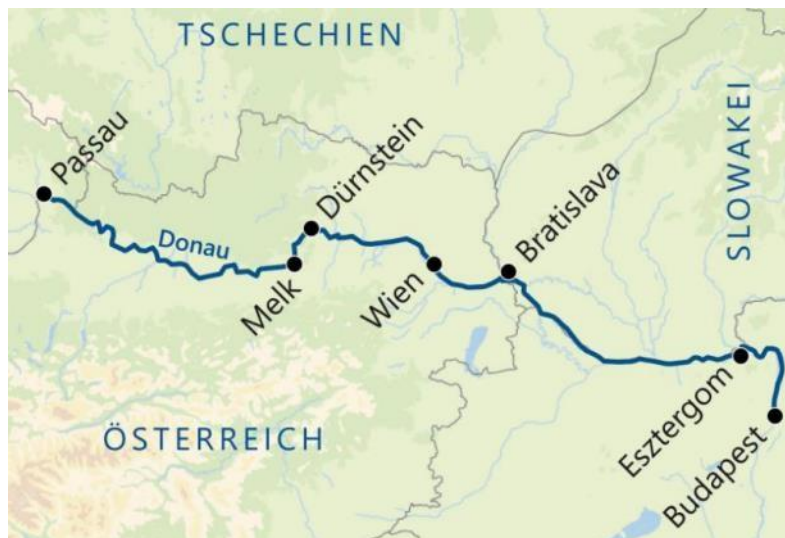 TSCHECHIEN
Passau
Dürnstein
Donau
Melk
Wien
Bratislava
SLOWAKEI
ÖSTERREICH
Esztergom
Budapest